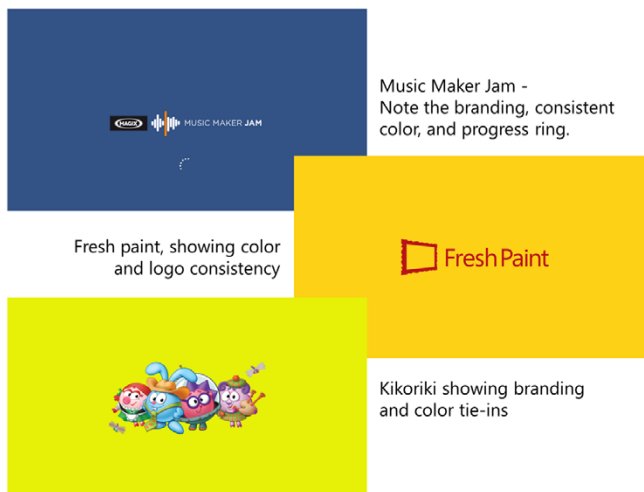 Music Maker Jam -
Note the branding, consistent
color, and progress ring.
MAGIX MUSIC MAKER JAM
Fresh paint, showing color
and logo consistency
Fresh Paint
Kikoriki showing branding
and color tie-ins